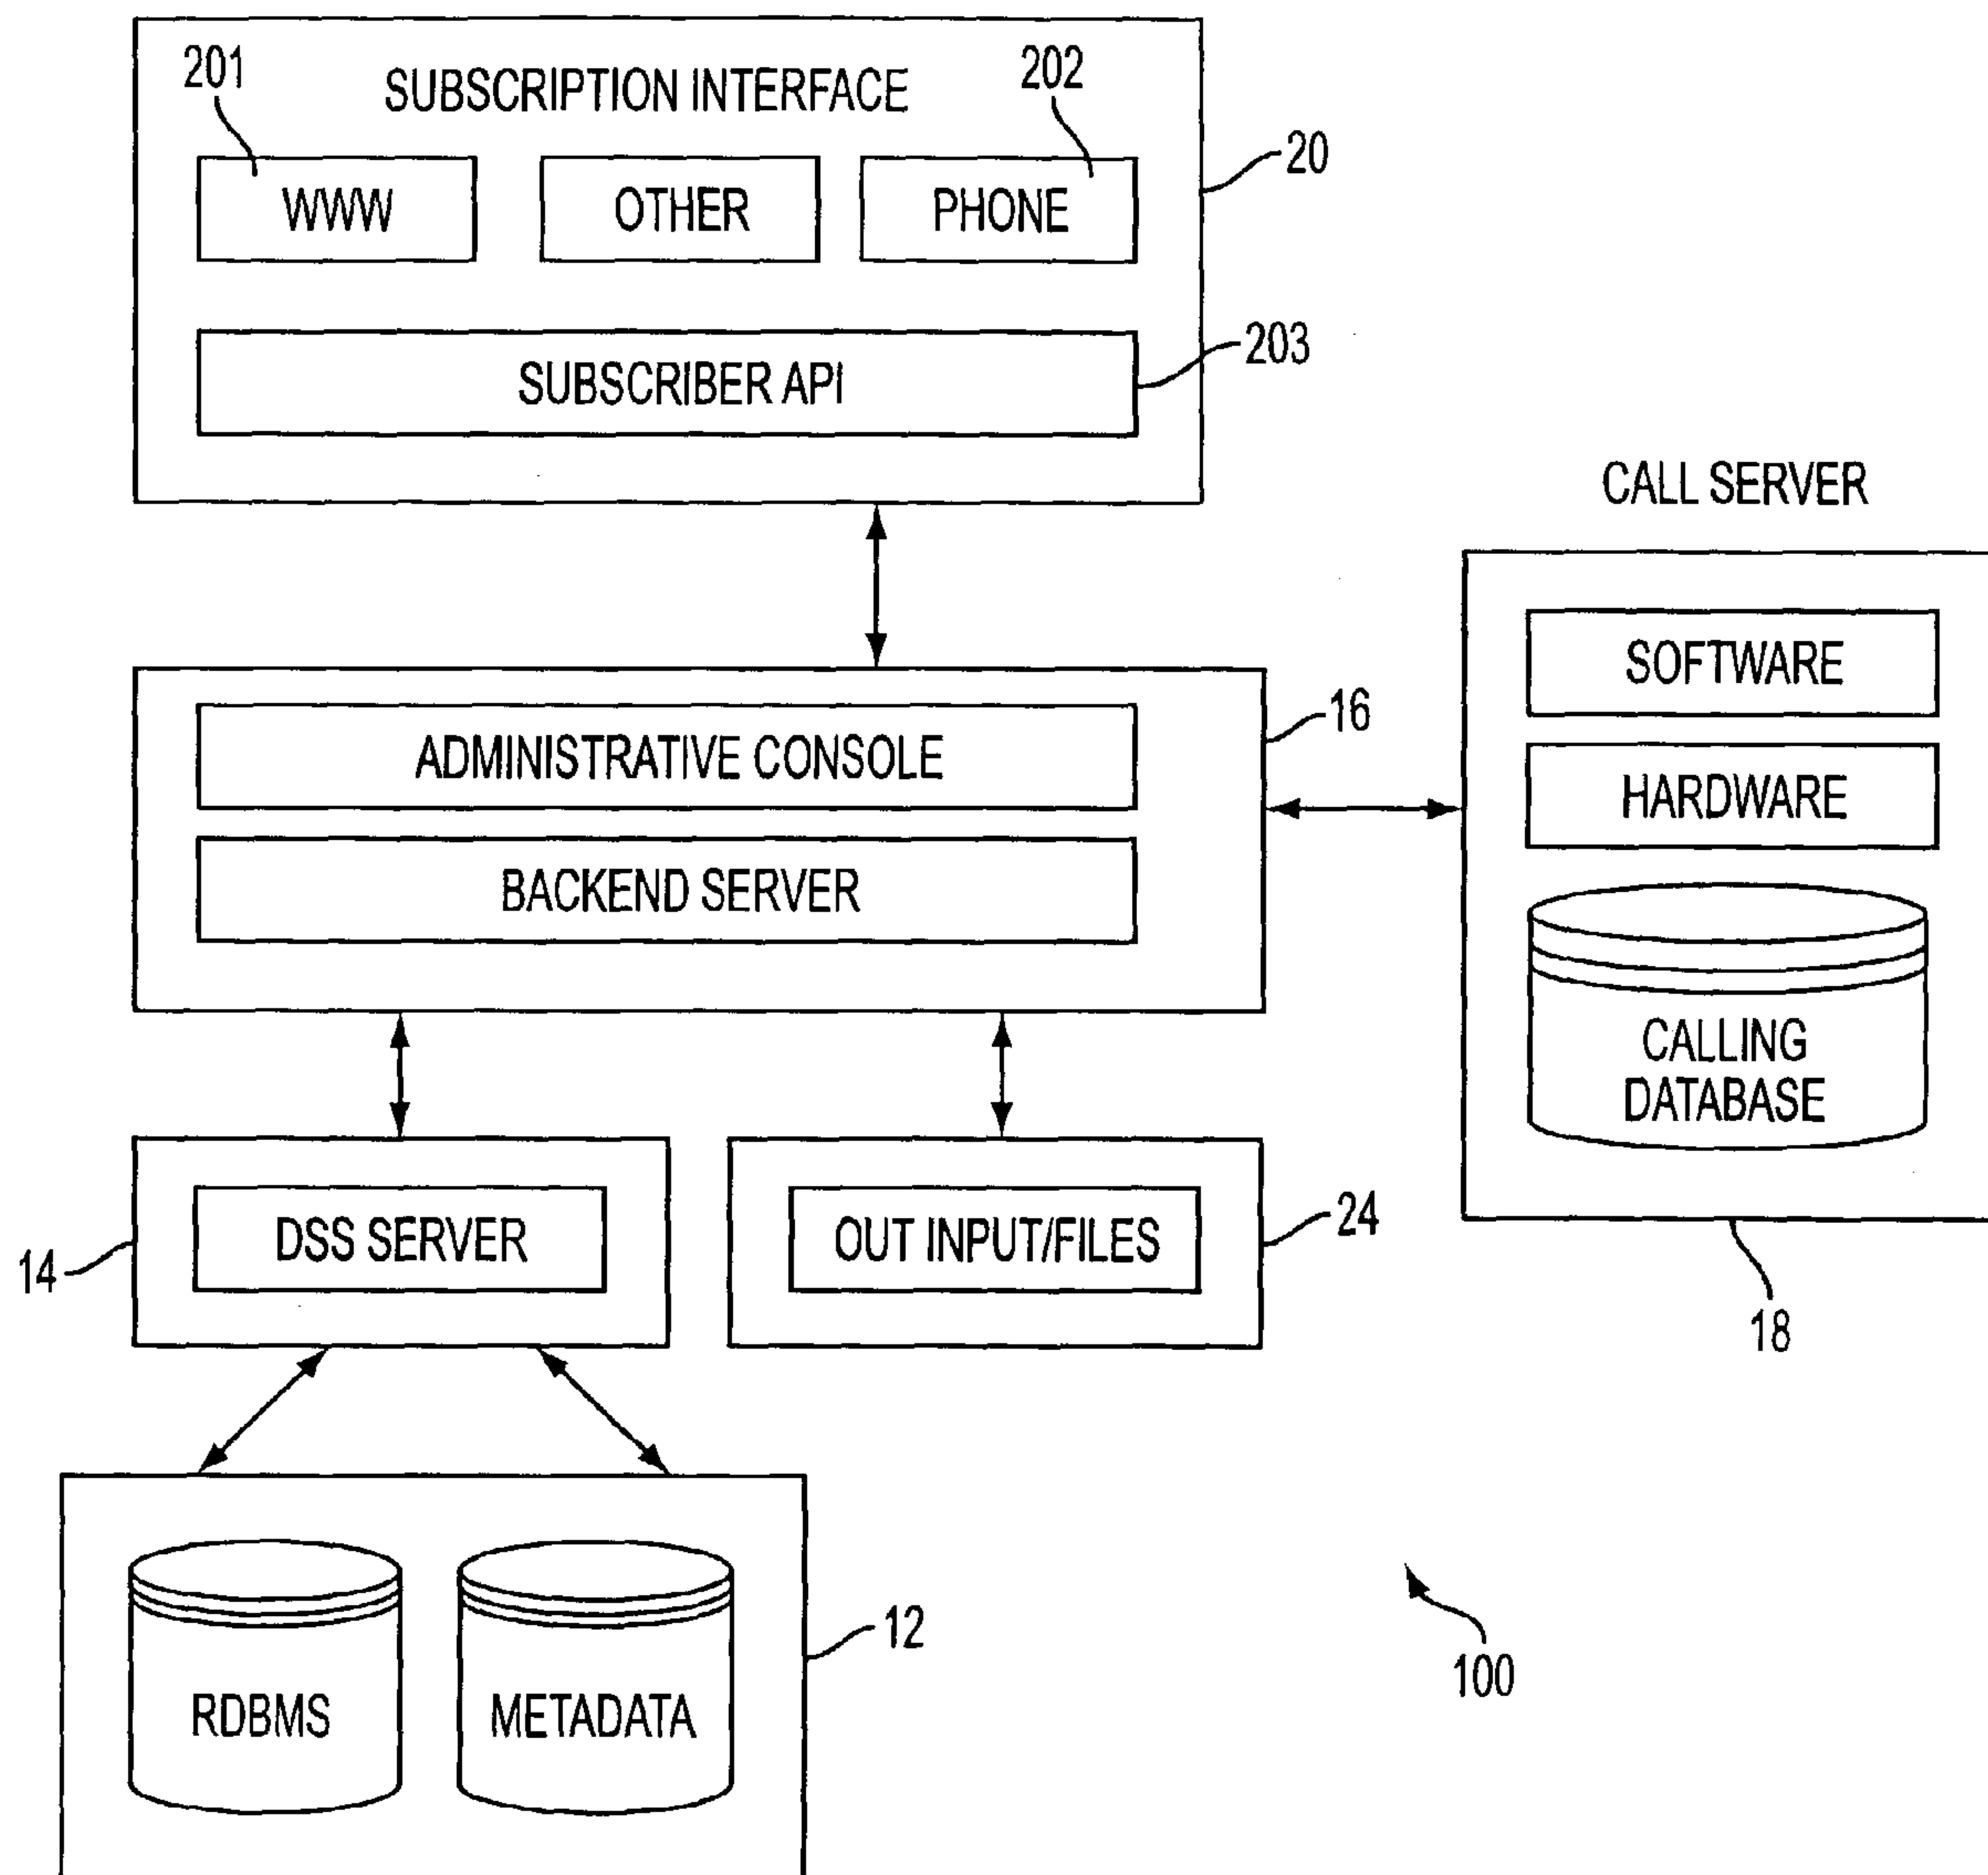 201
SUBSCRIPTION INTERFACE
202
20
WWW
OTHER
PHONE
203
SUBSCRIBER API
CALL SERVER
16
ADMINISTRATIVE CONSOLE
SOFTWARE
HARDWARE
BACKEND SERVER
CALLING
DATABASE
14
DSS SERVER
OUT INPUT/FILES
24
18
12
RDBMS
METADATA
100